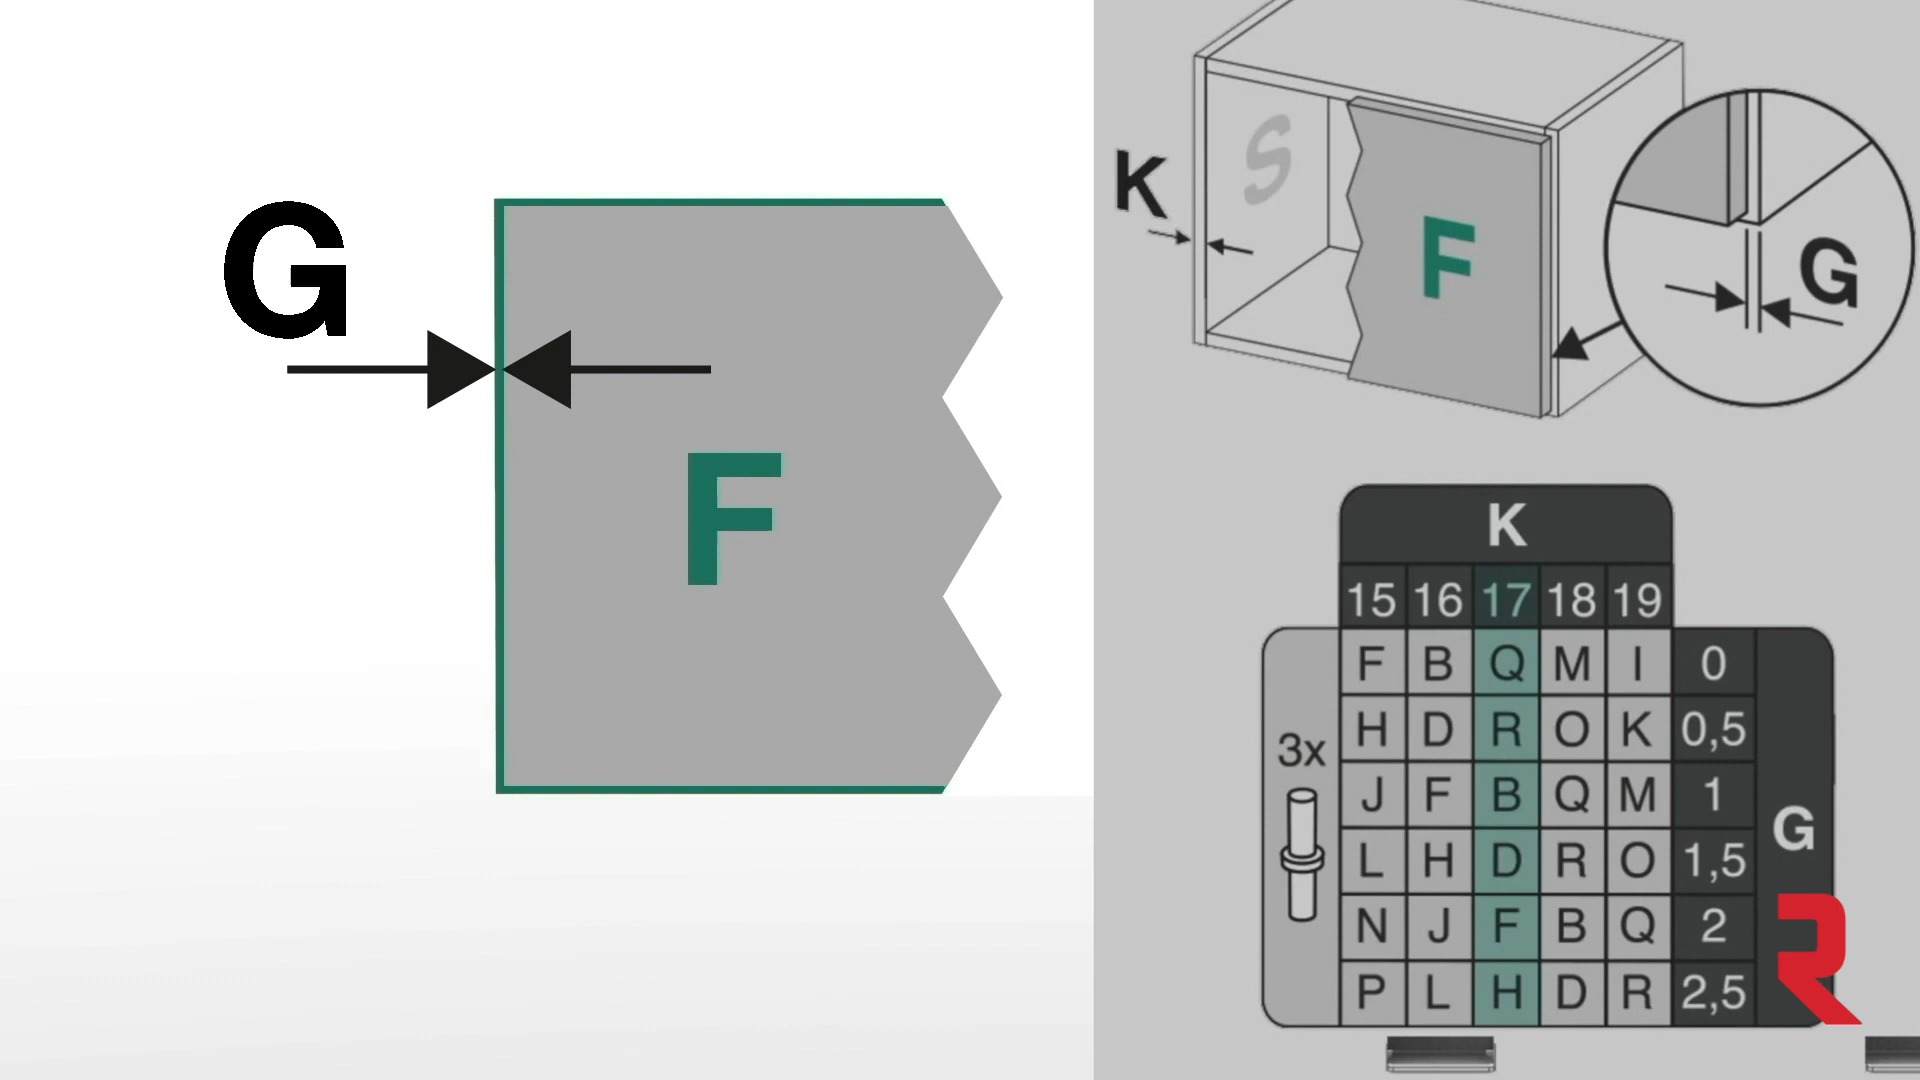 G
F
K
S
F
G
K
15 16 17 18 19
F B Q M I 0
H D R O K 0,5
3x
J F B Q M 1
G
L H D R O 1,5
N J F B Q 2
P L H D R 2,5
R